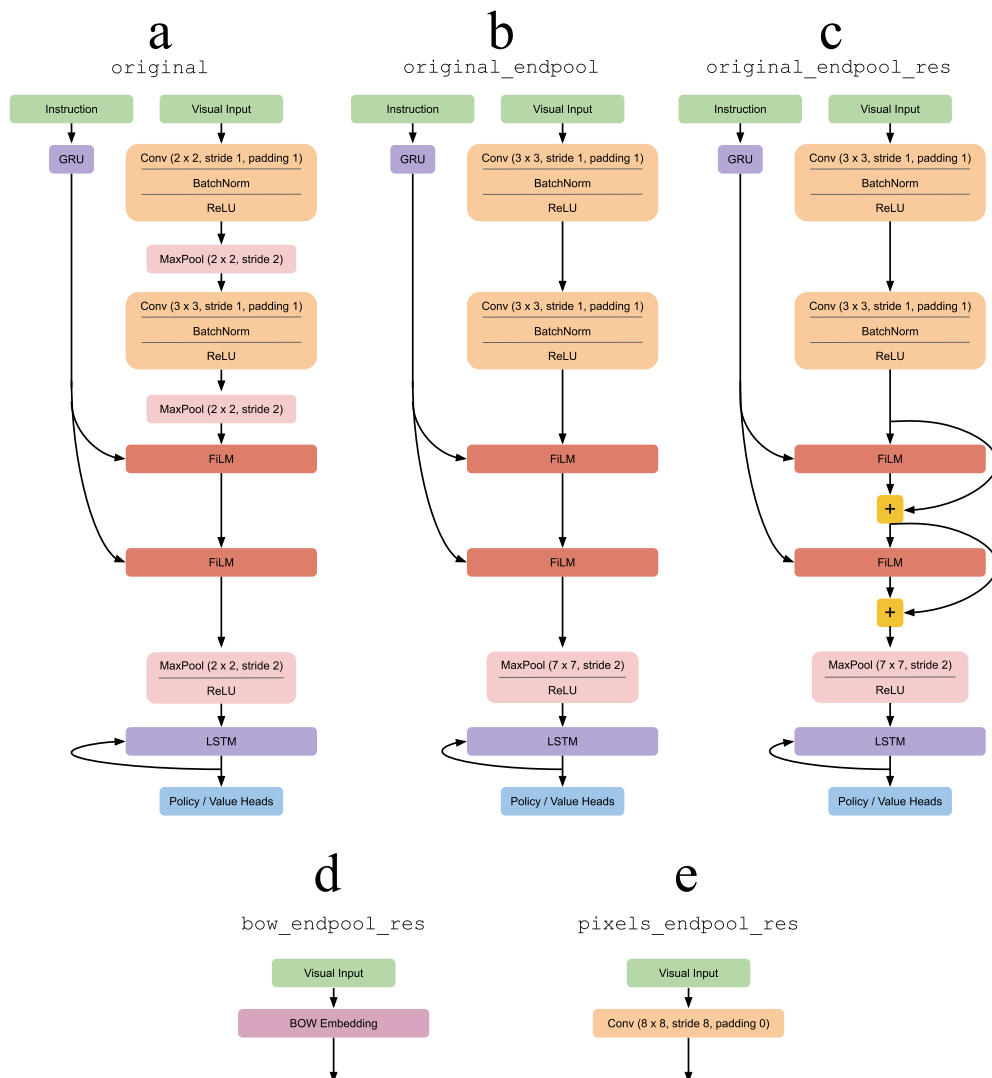 a
original
Instruction
Visual Input
GRU
Conv (2 x 2, stride 1, padding 1)
BatchNorm
ReLU
MaxPool (2 x 2, stride 2)
Conv (3 x 3, stride 1, padding 1)
BatchNorm
ReLU
MaxPool (2 x 2, stride 2)
FiLM
FiLM
MaxPool (2 x 2, stride 2)
ReLU
LSTM
Policy / Value Heads
b
original_endpool
Instruction
Visual Input
GRU
Conv (3 x 3, stride 1, padding 1)
BatchNorm
ReLU
Conv (3 x 3, stride 1, padding 1)
BatchNorm
ReLU
FiLM
FiLM
MaxPool (7 x 7, stride 2)
ReLU
LSTM
Policy / Value Heads
c
original_endpool_res
Instruction
Visual Input
GRU
Conv (3 x 3, stride 1, padding 1)
BatchNorm
ReLU
Conv (3 x 3, stride 1, padding 1)
BatchNorm
ReLU
FiLM
+
FiLM
+
MaxPool (7 x 7, stride 2)
ReLU
LSTM
Policy / Value Heads
d
bow_endpool_res
Visual Input
BOW Embedding
e
pixels_endpool_res
Visual Input
Conv (8 x 8, stride 8, padding 0)